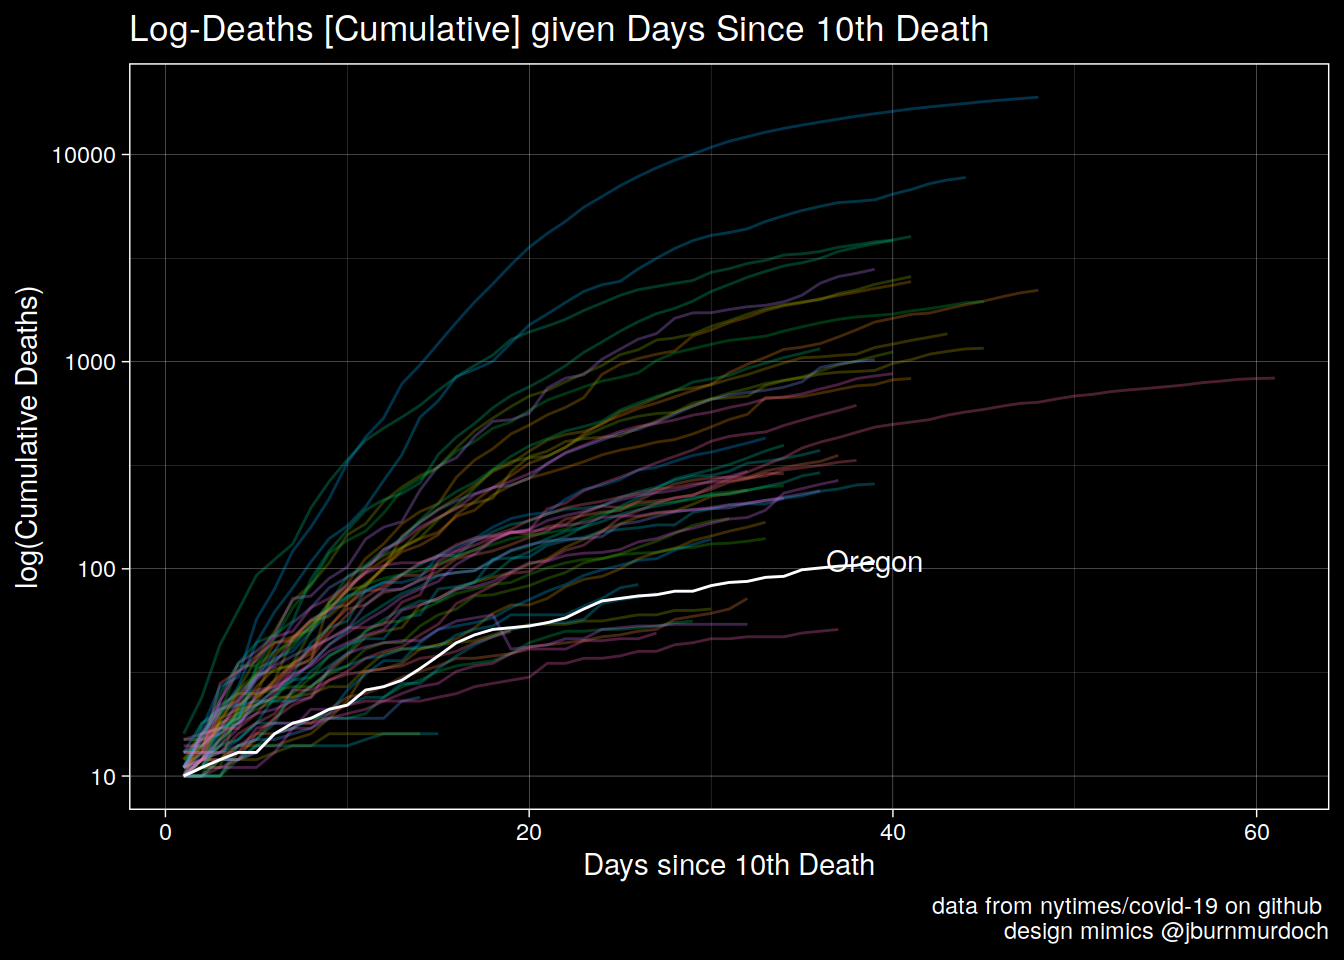 Log-Deaths [Cumulative] given Days Since 10th Death
log(Cumulative Deaths)
10000
1000
100
10
Oregon
0 20 40 60
Days since 10th Death
data from nytimes/covid-19 on github
design mimics @jburnmurdoch